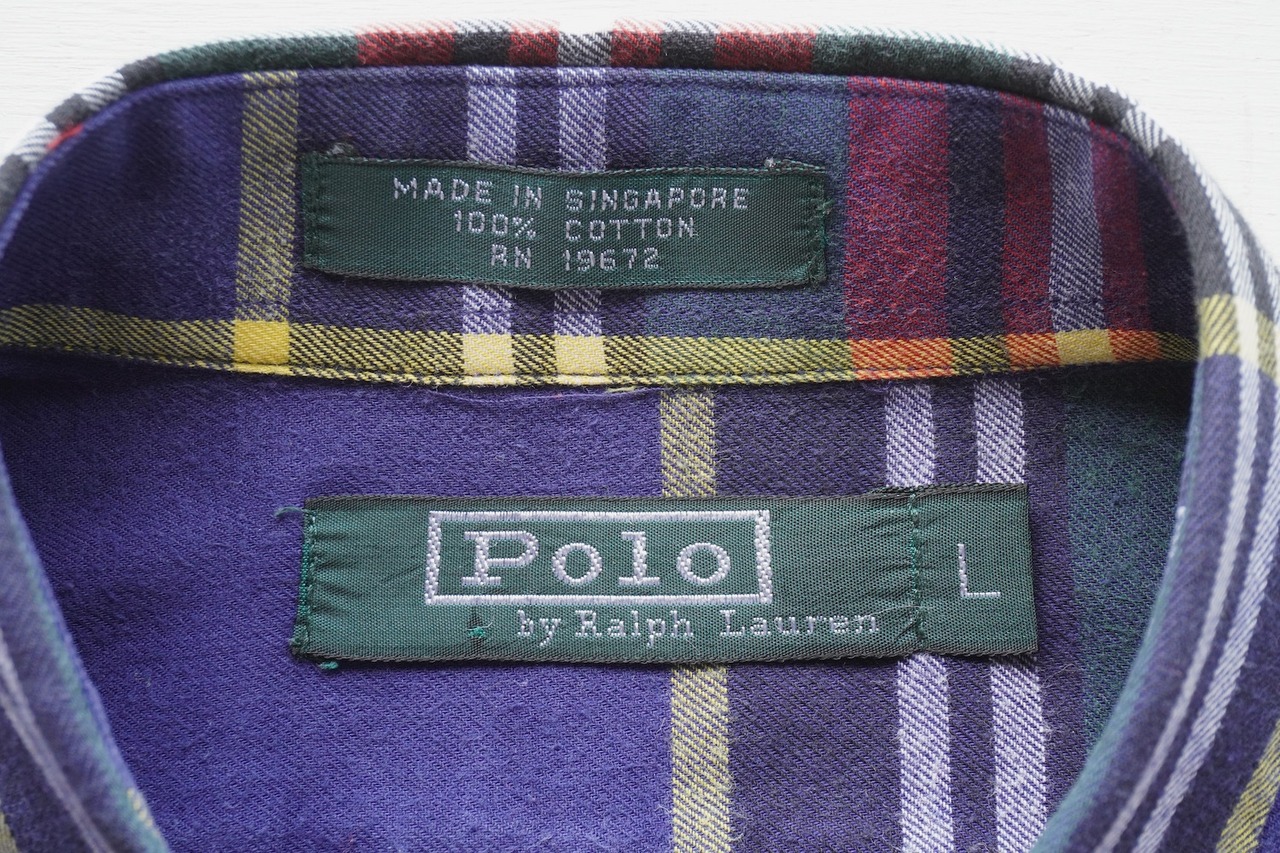 MADE IN SINGAPORE
100% COTTON
RN 19672
Polo
by Ralph Lauren
L